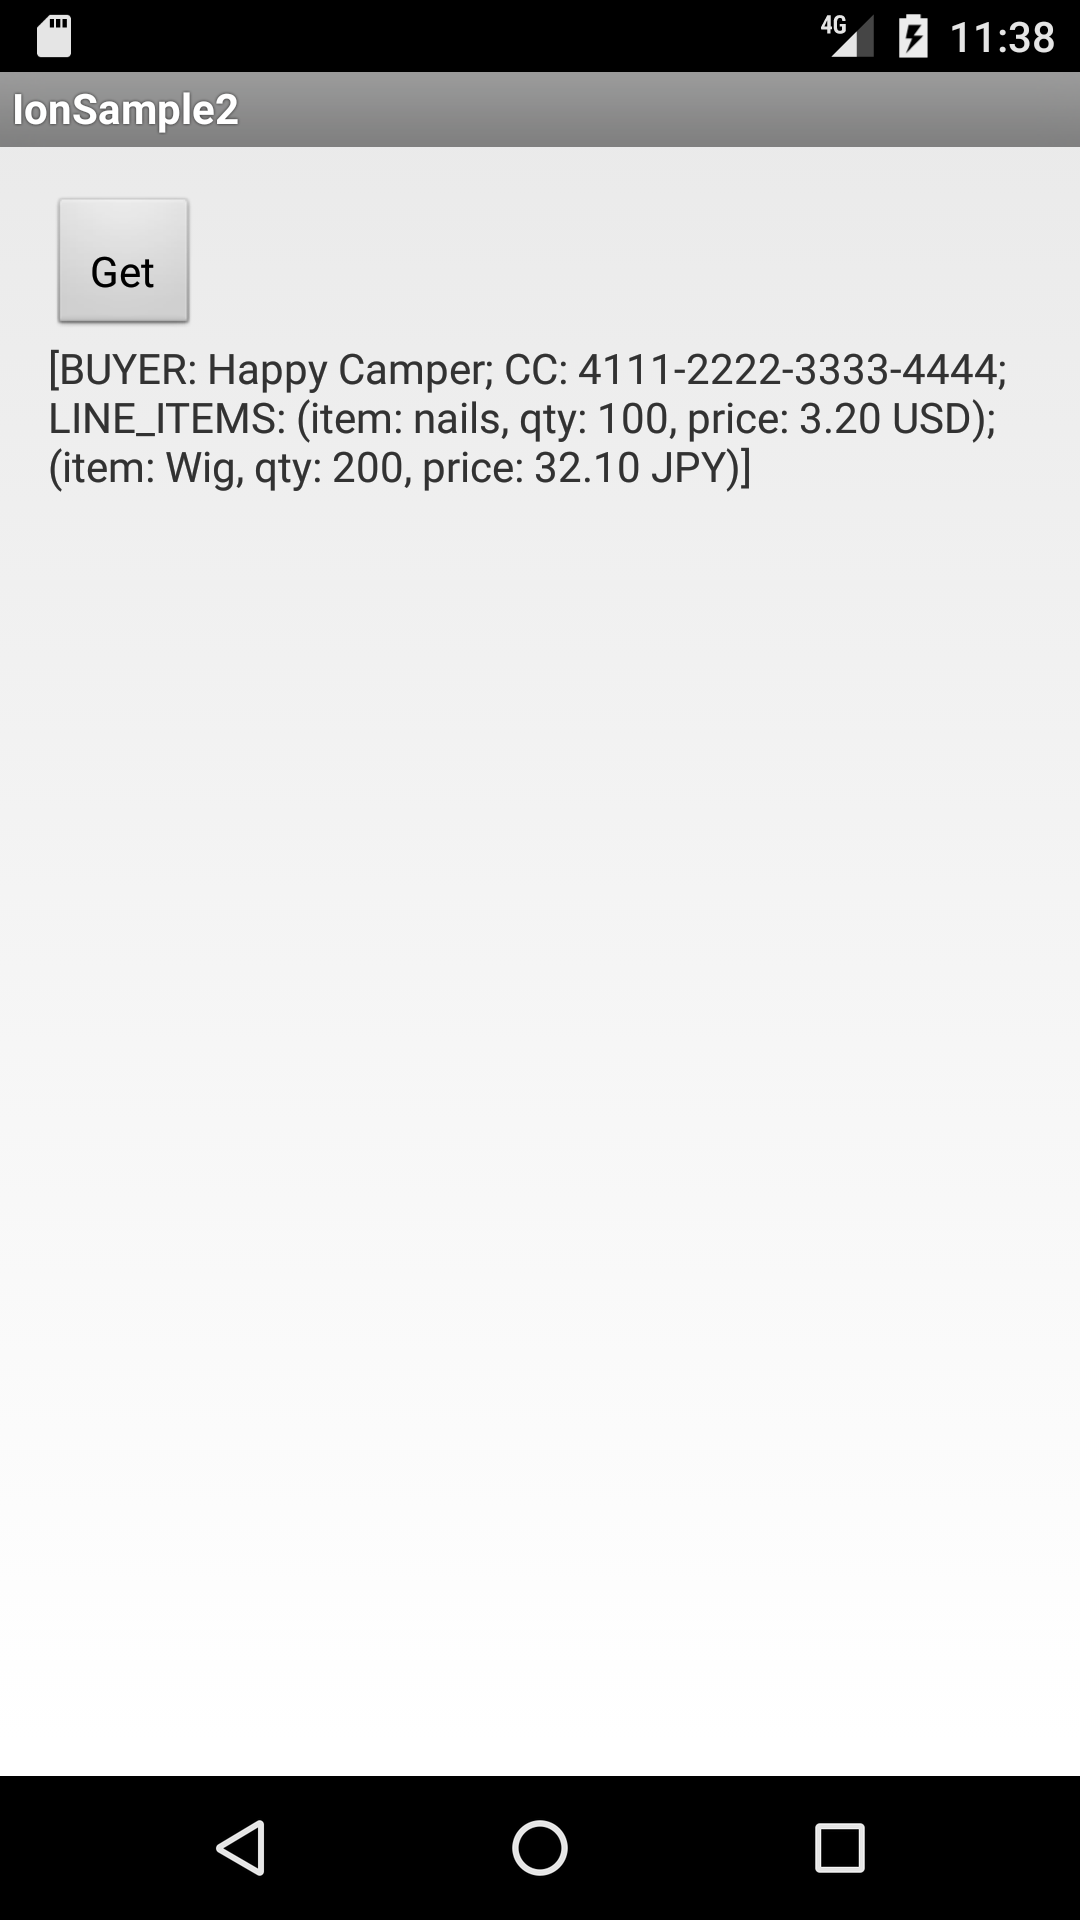 4G 11:38
IonSample2
Get
[BUYER: Happy Camper; CC: 4111-2222-3333-4444;
LINE_ITEMS: (item: nails, qty: 100, price: 3.20 USD);
(item: Wig, qty: 200, price: 32.10 JPY)]